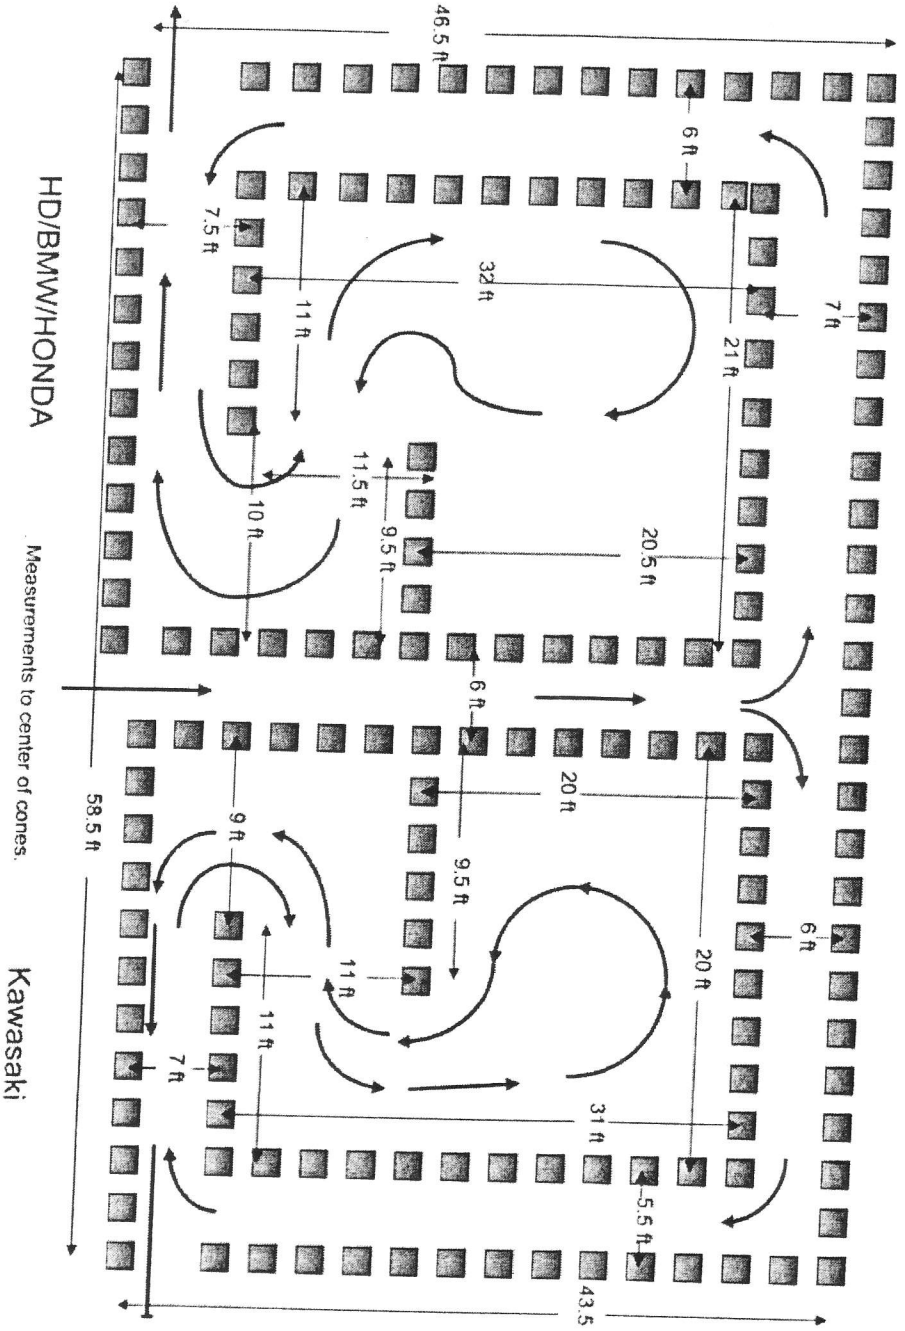 46.5 ft
6 ft
7.5 ft
32 ft
11 ft
7 ft
21 ft
HD/BMW/HONDA
11.5 ft
10 ft
9.5 ft
20.5 ft
Measurements to center of cones.
6 ft
58.5 ft
20 ft
9 ft
9.5 ft
6 ft
20 ft
11 ft
11 ft
Kawasaki
7 ft
31 ft
5.5 ft
43.5